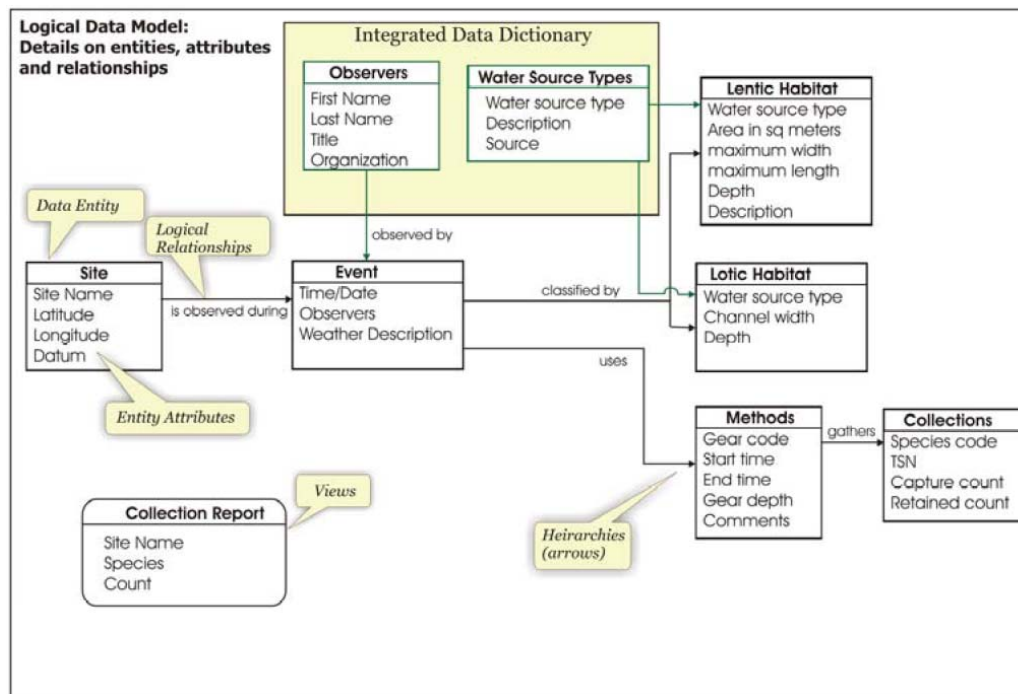 Logical Data Model:
Details on entities, attributes
and relationships
Integrated Data Dictionary
Observers
First Name
Last Name
Title
Organization
Water Source Types
Water source type
Description
Source
Lentic Habitat
Water source type
Area in sq meters
maximum width
maximum length
Depth
Description
Data Entity
Logical
Relationships
observed by
Site
Site Name
Latitude
Longitude
Datum
is observed during
Event
Time/Date
Observers
Weather Description
classified by
Lotic Habitat
Water source type
Channel width
Depth
uses
Entity Attributes
Methods
Gear code
Start time
End time
Gear depth
Comments
gathers
Collections
Species code
TSN
Capture count
Retained count
Views
Collection Report
Site Name
Species
Count
Heirarchies
(arrows)